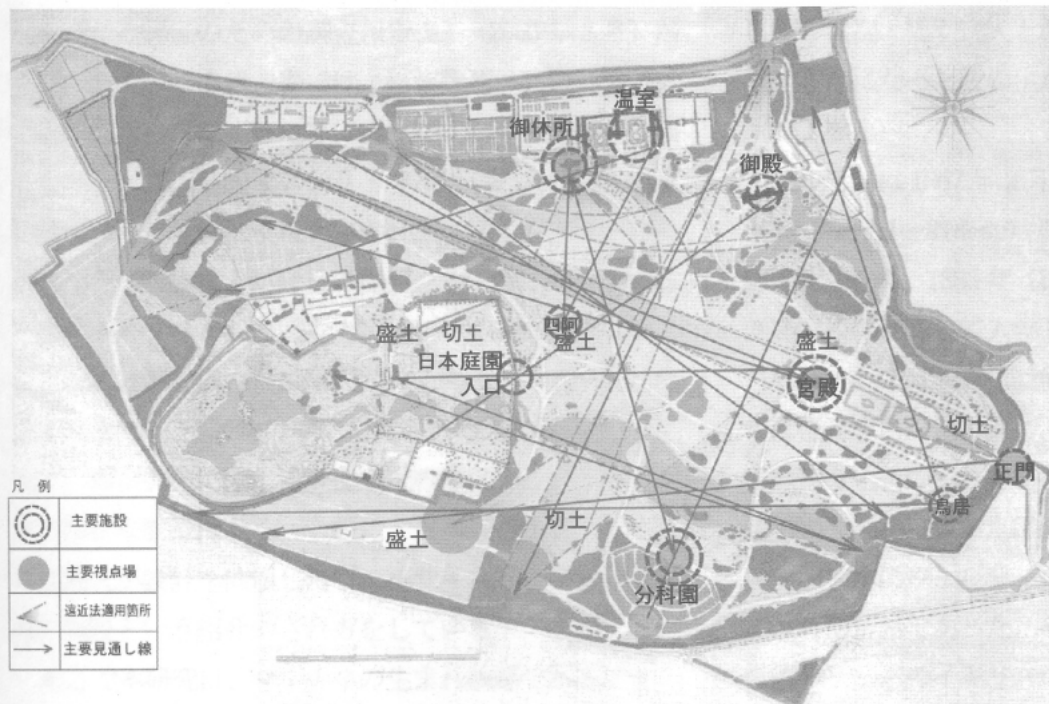 温室
御休所
御殿
四阿
盛土
盛土
切土
日本庭園
入口
盛土
宮殿
切土
正門
鳥居
切土
盛土
分科園
凡 例
主要施設
主要視点場
遠近法適用箇所
主要見通し線